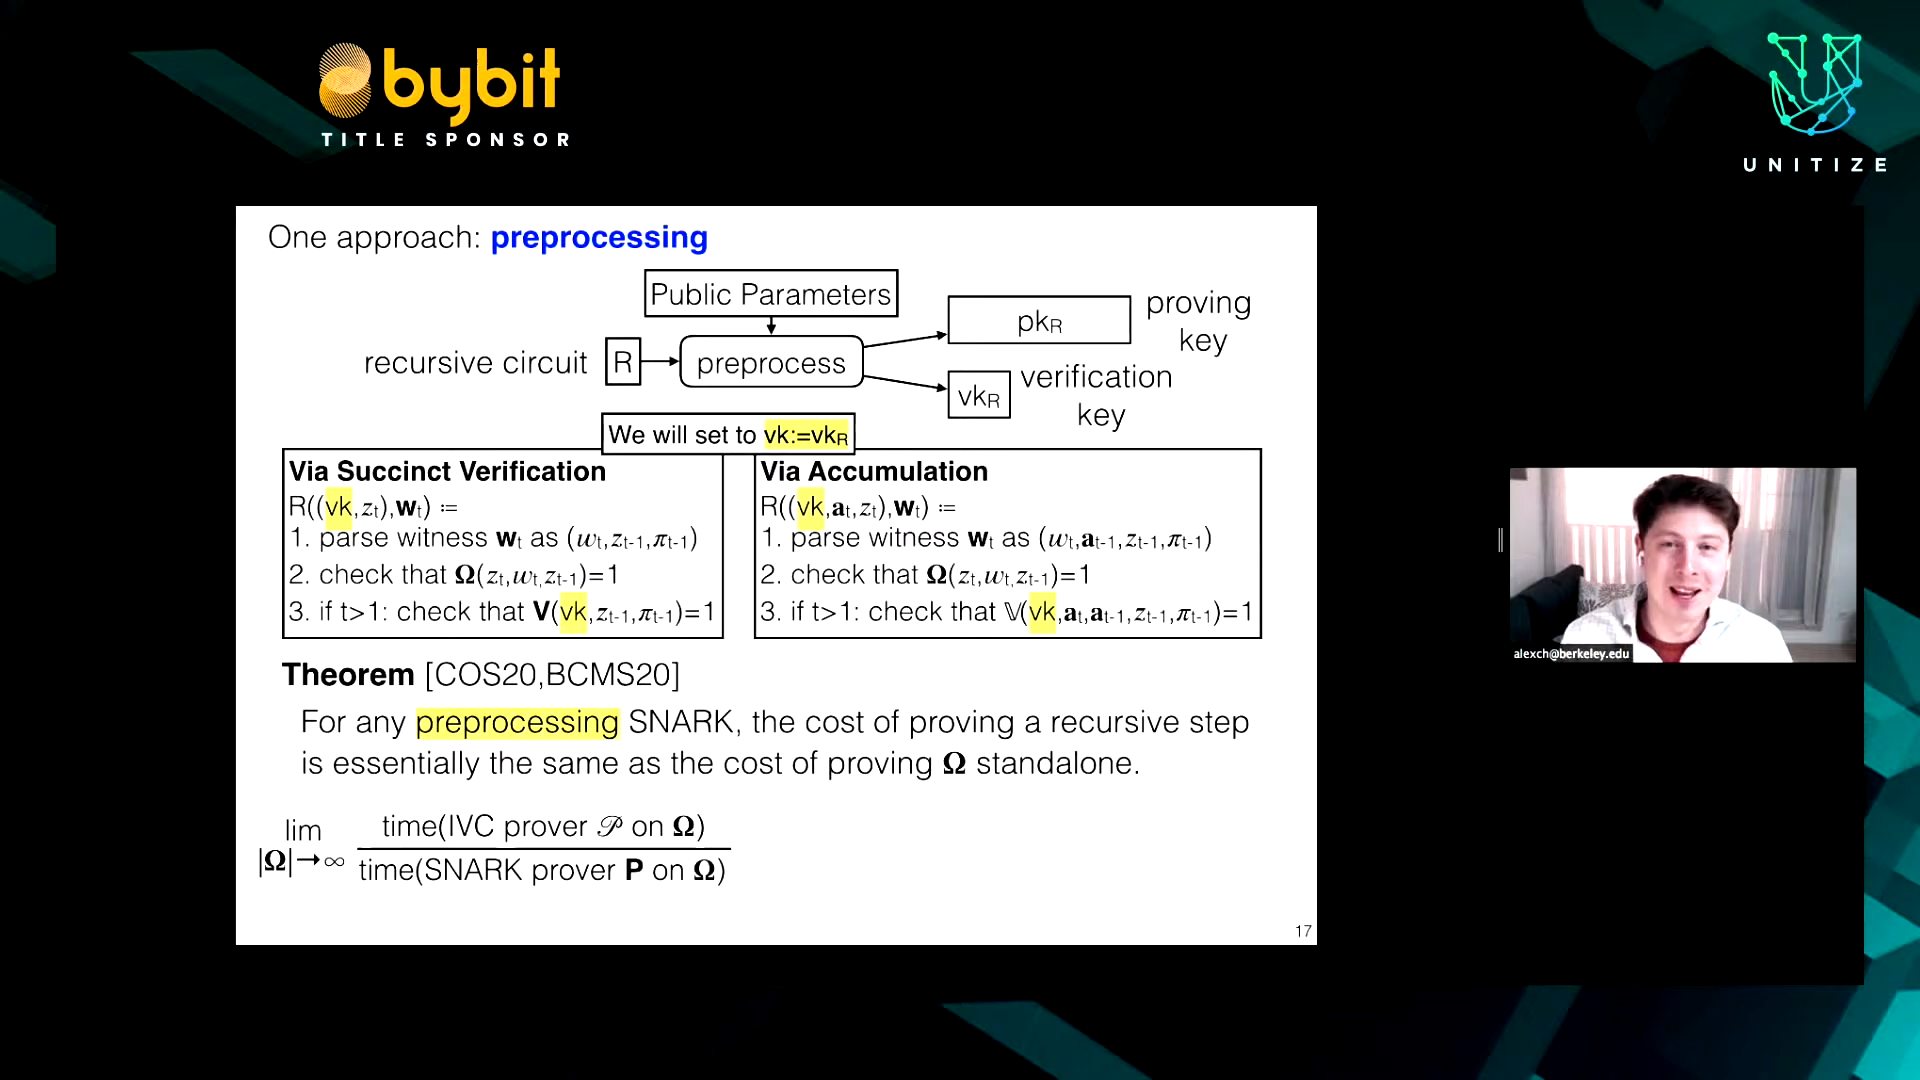 bybit
TITLE SPONSOR
UNITIZE
One approach: preprocessing
Public Parameters
recursive circuit
R
preprocess
pkR
proving
key
vkR
verification
key
We will set to vk:=vkR
Via Succinct Verification
R((vk,zt),wt) :=
1. parse witness wt as (wt,zt-1,πt-1)
2. check that Ω(zt,wt,zt-1)=1
3. if t>1: check that V(vk,zt-1,πt-1)=1
Via Accumulation
R((vk,at,zt),wt) :=
1. parse witness wt as (wt,at-1,zt-1,πt-1)
2. check that Ω(zt,wt,zt-1)=1
3. if t>1: check that 𝕍(vk,at,at-1,zt-1,πt-1)=1
Theorem [COS20,BCMS20]
For any preprocessing SNARK, the cost of proving a recursive step
is essentially the same as the cost of proving Ω standalone.
lim
|Ω|→∞
time(IVC prover 𝒫 on Ω)
time(SNARK prover P on Ω)
17
alexch@berkeley.edu